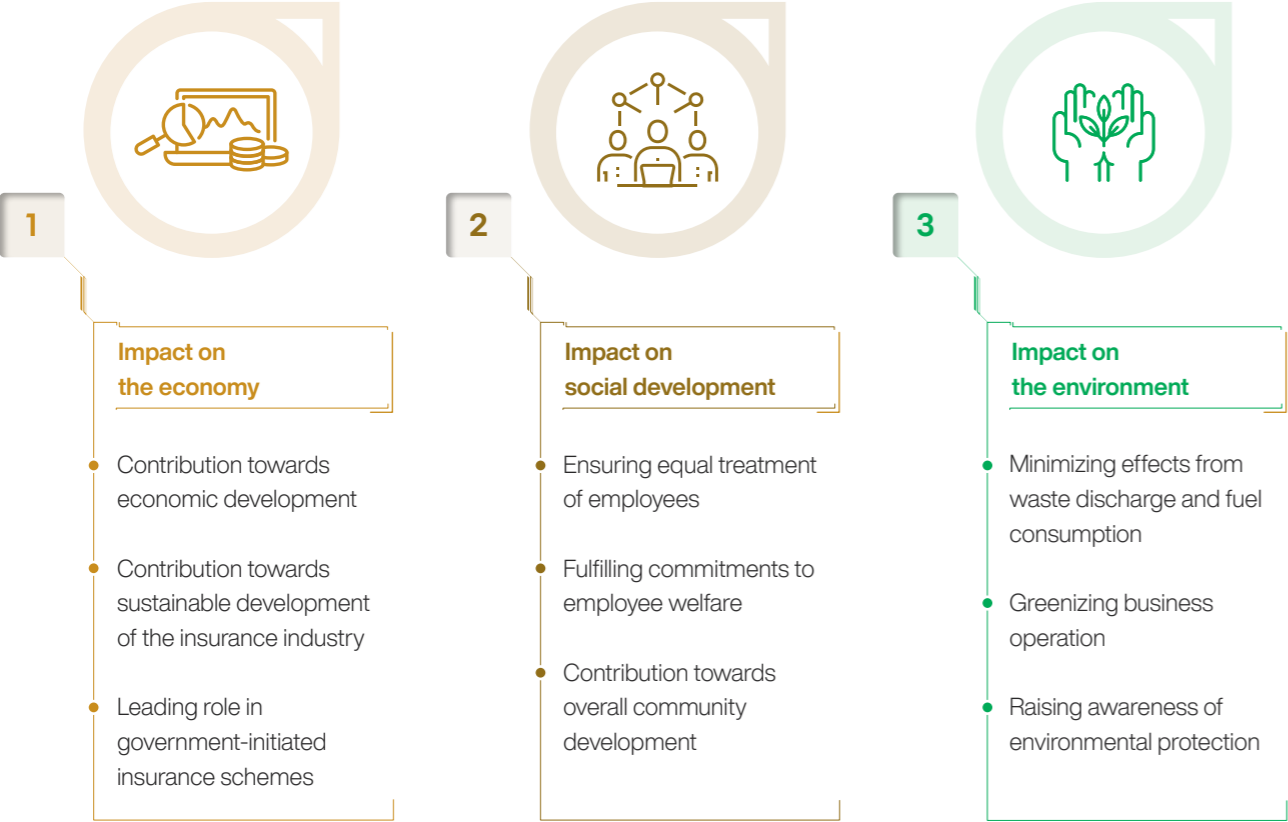 1
Impact on
the economy
Contribution towards
economic development
Contribution towards
sustainable development
of the insurance industry
Leading role in
government-initiated
insurance schemes
2
Impact on
social development
Ensuring equal treatment
of employees
Fulfilling commitments to
employee welfare
Contribution towards
overall community
development
3
Impact on
the environment
Minimizing effects from
waste discharge and fuel
consumption
Greenizing business
operation
Raising awareness of
environmental protection